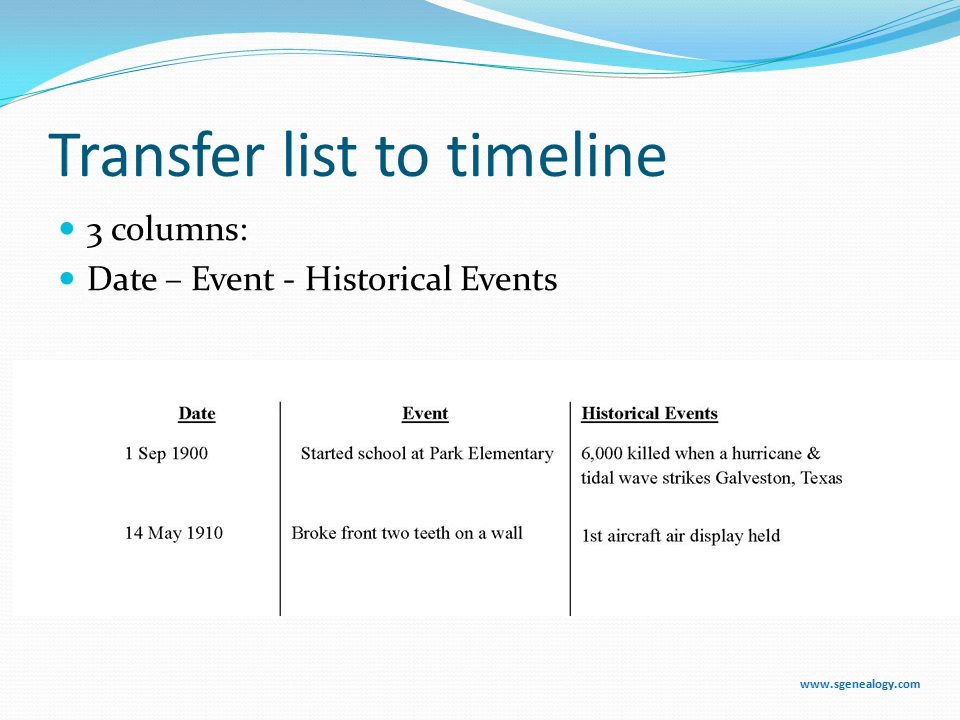 Transfer list to timeline
3 columns:
Date – Event - Historical Events
Date Event Historical Events
1 Sep 1900 Started school at Park Elementary 6,000 killed when a hurricane &
tidal wave strikes Galveston, Texas
14 May 1910 Broke front two teeth on a wall 1st aircraft air display held
www.sgenealogy.com